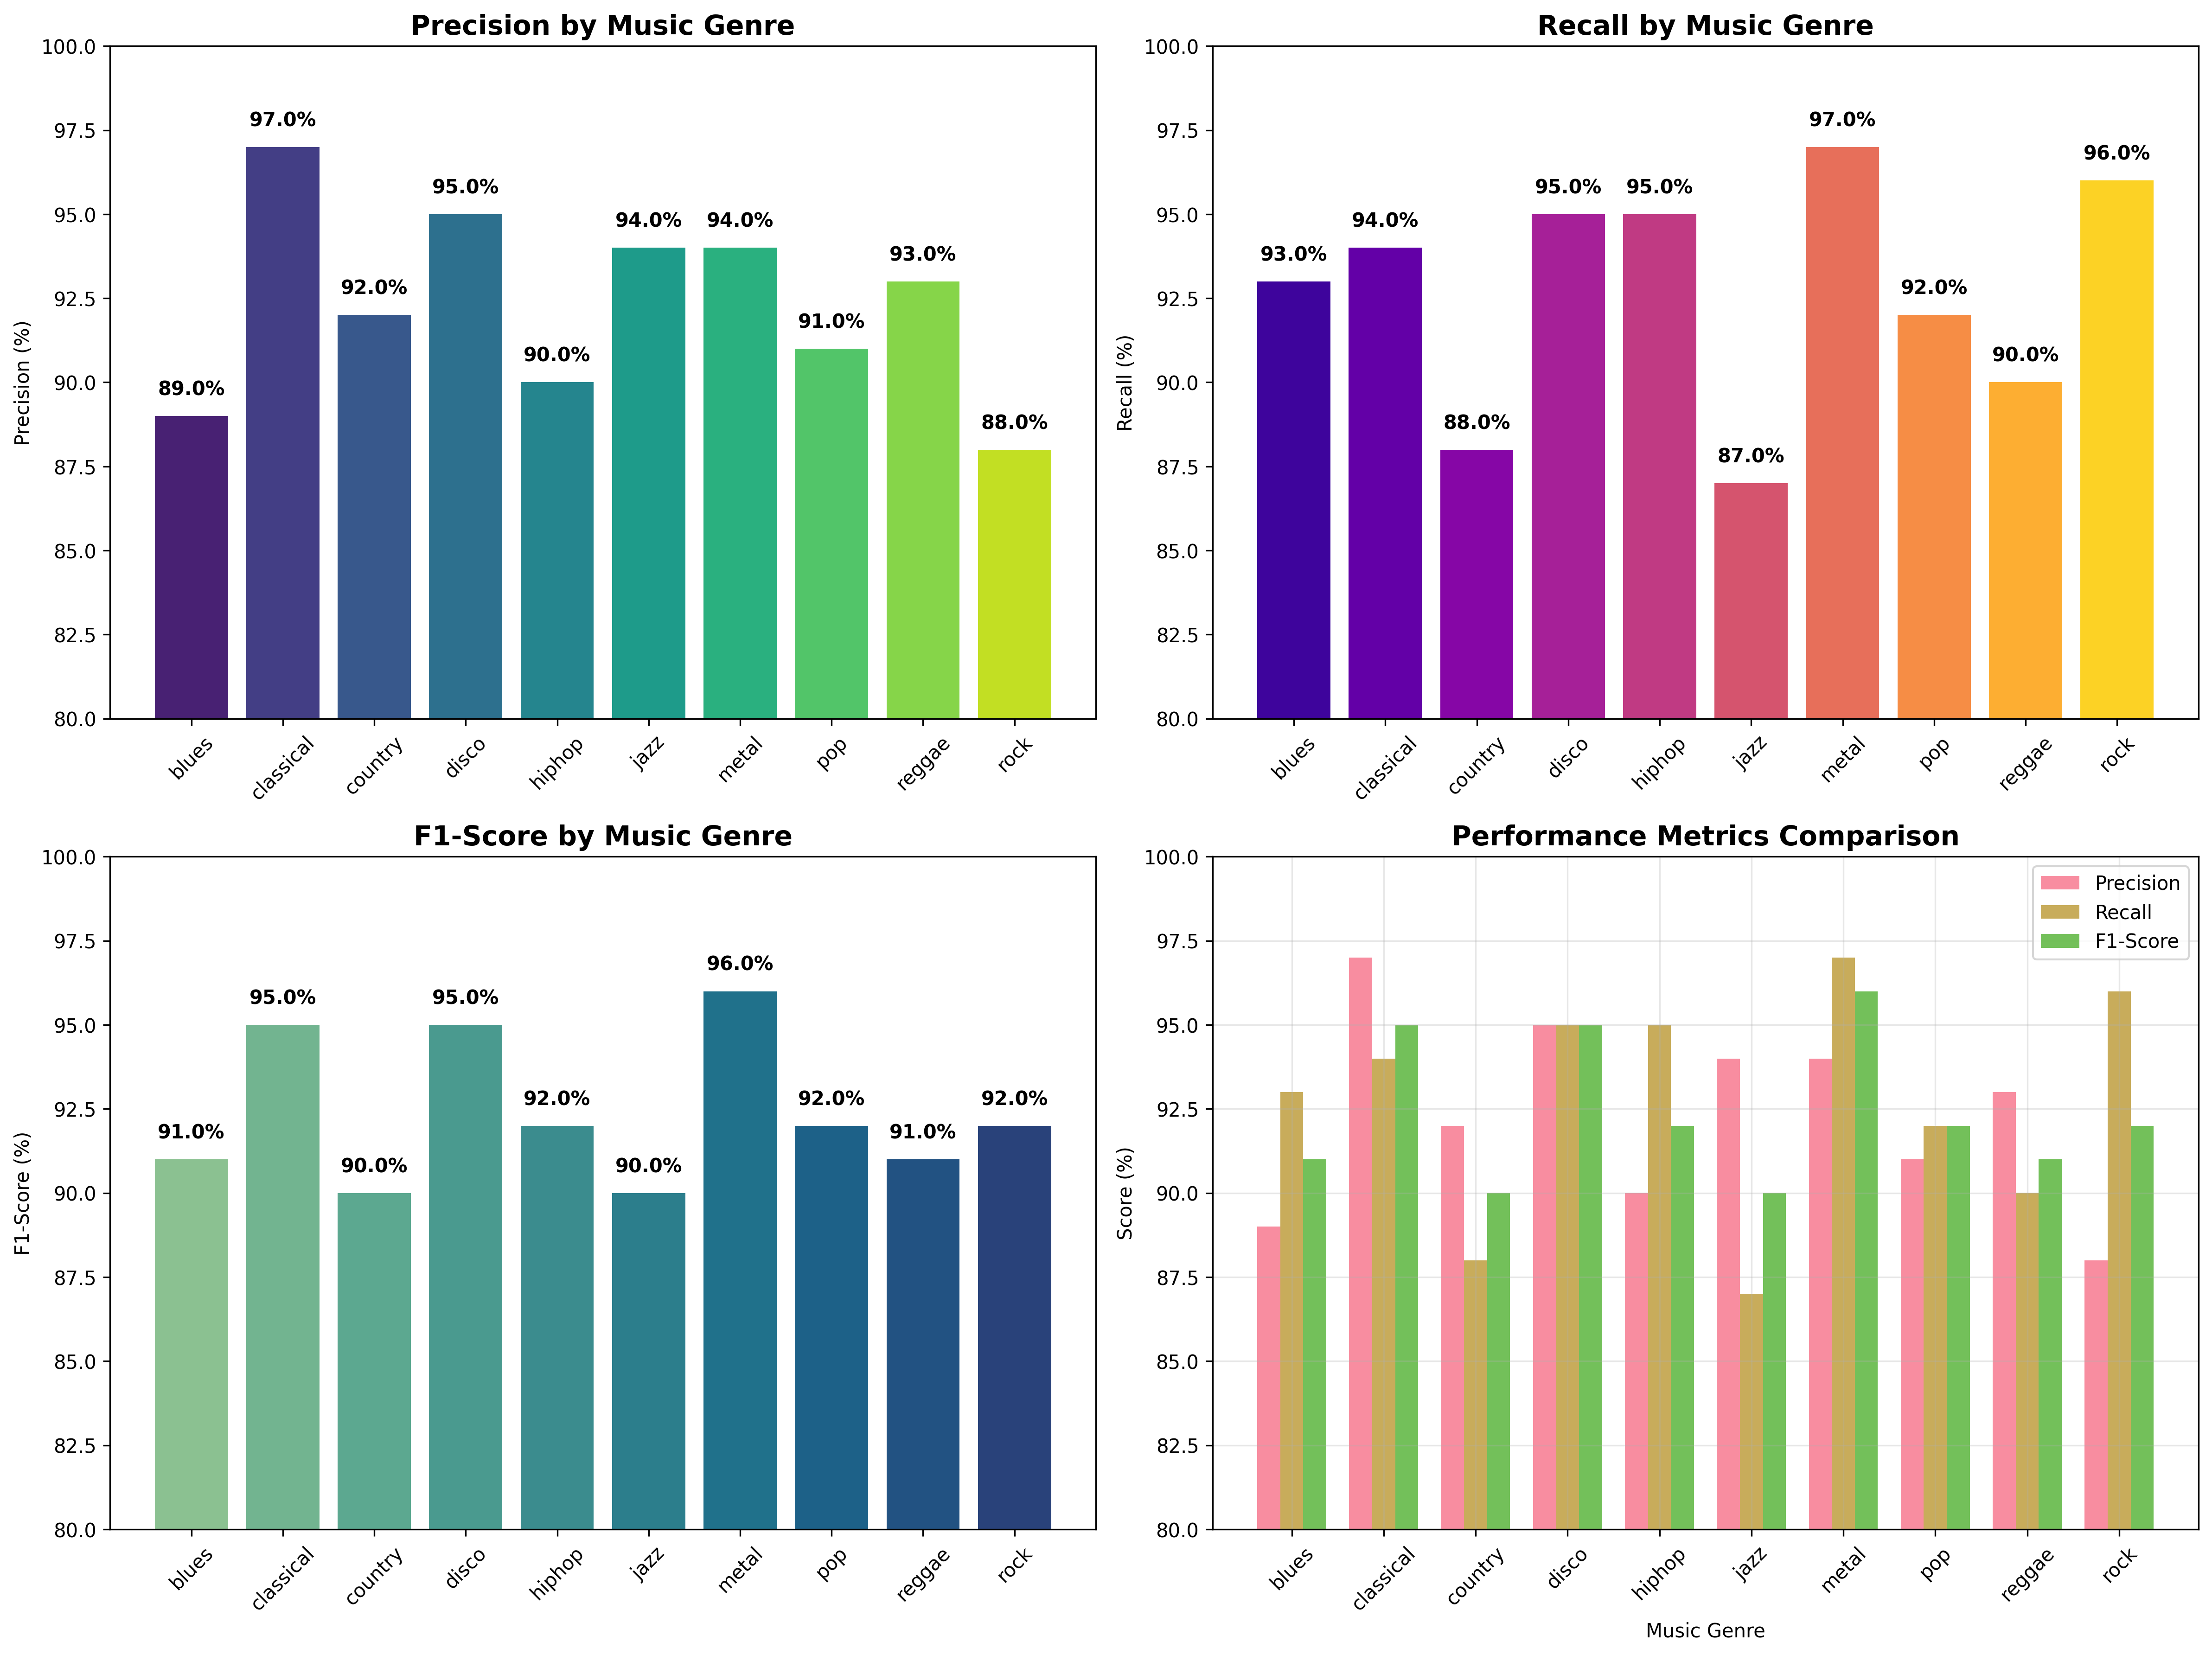 Precision by Music Genre
Precision (%)
100.0
97.5
95.0
92.5
90.0
87.5
85.0
82.5
80.0
89.0%
97.0%
92.0%
95.0%
90.0%
94.0%
94.0%
91.0%
93.0%
88.0%
blues
classical
country
disco
hiphop
jazz
metal
pop
reggae
rock
Recall by Music Genre
Recall (%)
100.0
97.5
95.0
92.5
90.0
87.5
85.0
82.5
80.0
93.0%
94.0%
88.0%
95.0%
95.0%
87.0%
97.0%
92.0%
90.0%
96.0%
blues
classical
country
disco
hiphop
jazz
metal
pop
reggae
rock
F1-Score by Music Genre
F1-Score (%)
100.0
97.5
95.0
92.5
90.0
87.5
85.0
82.5
80.0
91.0%
95.0%
90.0%
95.0%
92.0%
90.0%
96.0%
92.0%
91.0%
92.0%
blues
classical
country
disco
hiphop
jazz
metal
pop
reggae
rock
Performance Metrics Comparison
Score (%)
100.0
97.5
95.0
92.5
90.0
87.5
85.0
82.5
80.0
Precision
Recall
F1-Score
blues
classical
country
disco
hiphop
jazz
metal
pop
reggae
rock
Music Genre